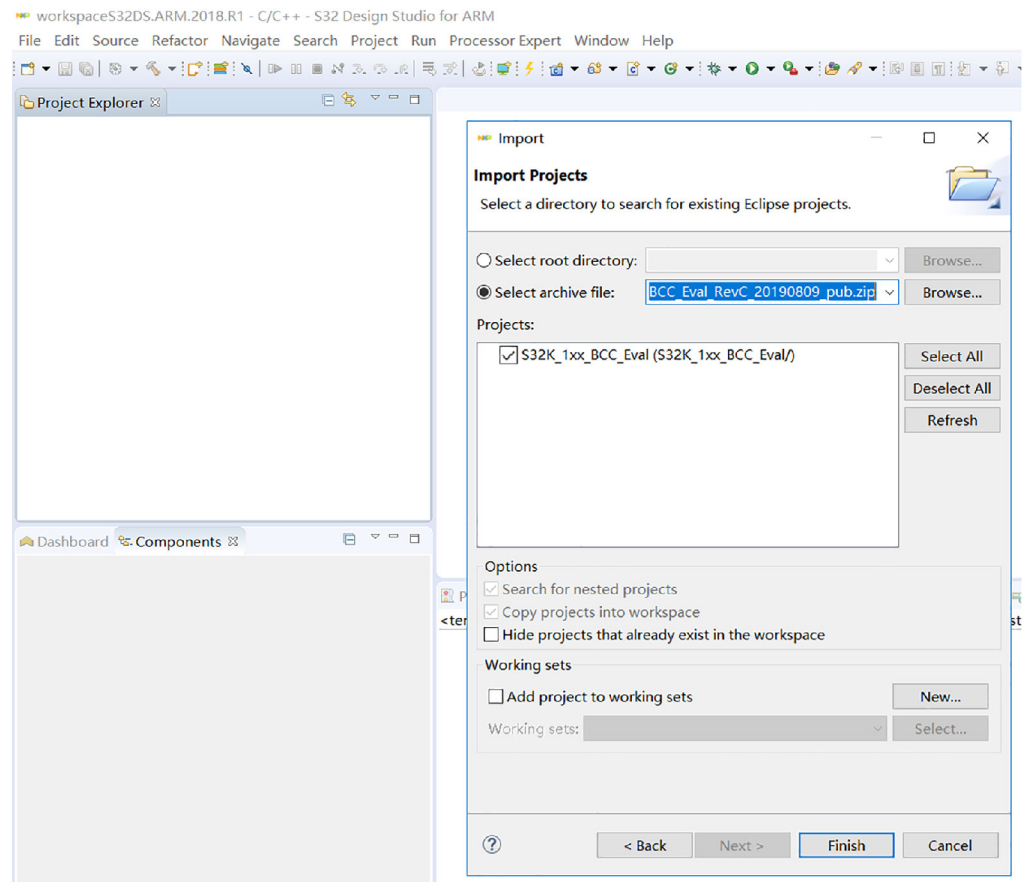 workspaceS32DS.ARM.2018.R1 - C/C++ - S32 Design Studio for ARM
File Edit Source Refactor Navigate Search Project Run Processor Expert Window Help
Project Explorer
Import
Import Projects
Select a directory to search for existing Eclipse projects.
Select root directory:
Browse...
Select archive file:
BCC_Eval_RevC_20190809_pub.zip
Browse...
Projects:
S32K_1xx_BCC_Eval (S32K_1xx_BCC_Eval/)
Select All
Deselect All
Refresh
Dashboard
Components
Options
Search for nested projects
Copy projects into workspace
Hide projects that already exist in the workspace
<ter
st
Working sets
Add project to working sets
New...
Working sets:
Select...
< Back
Next >
Finish
Cancel